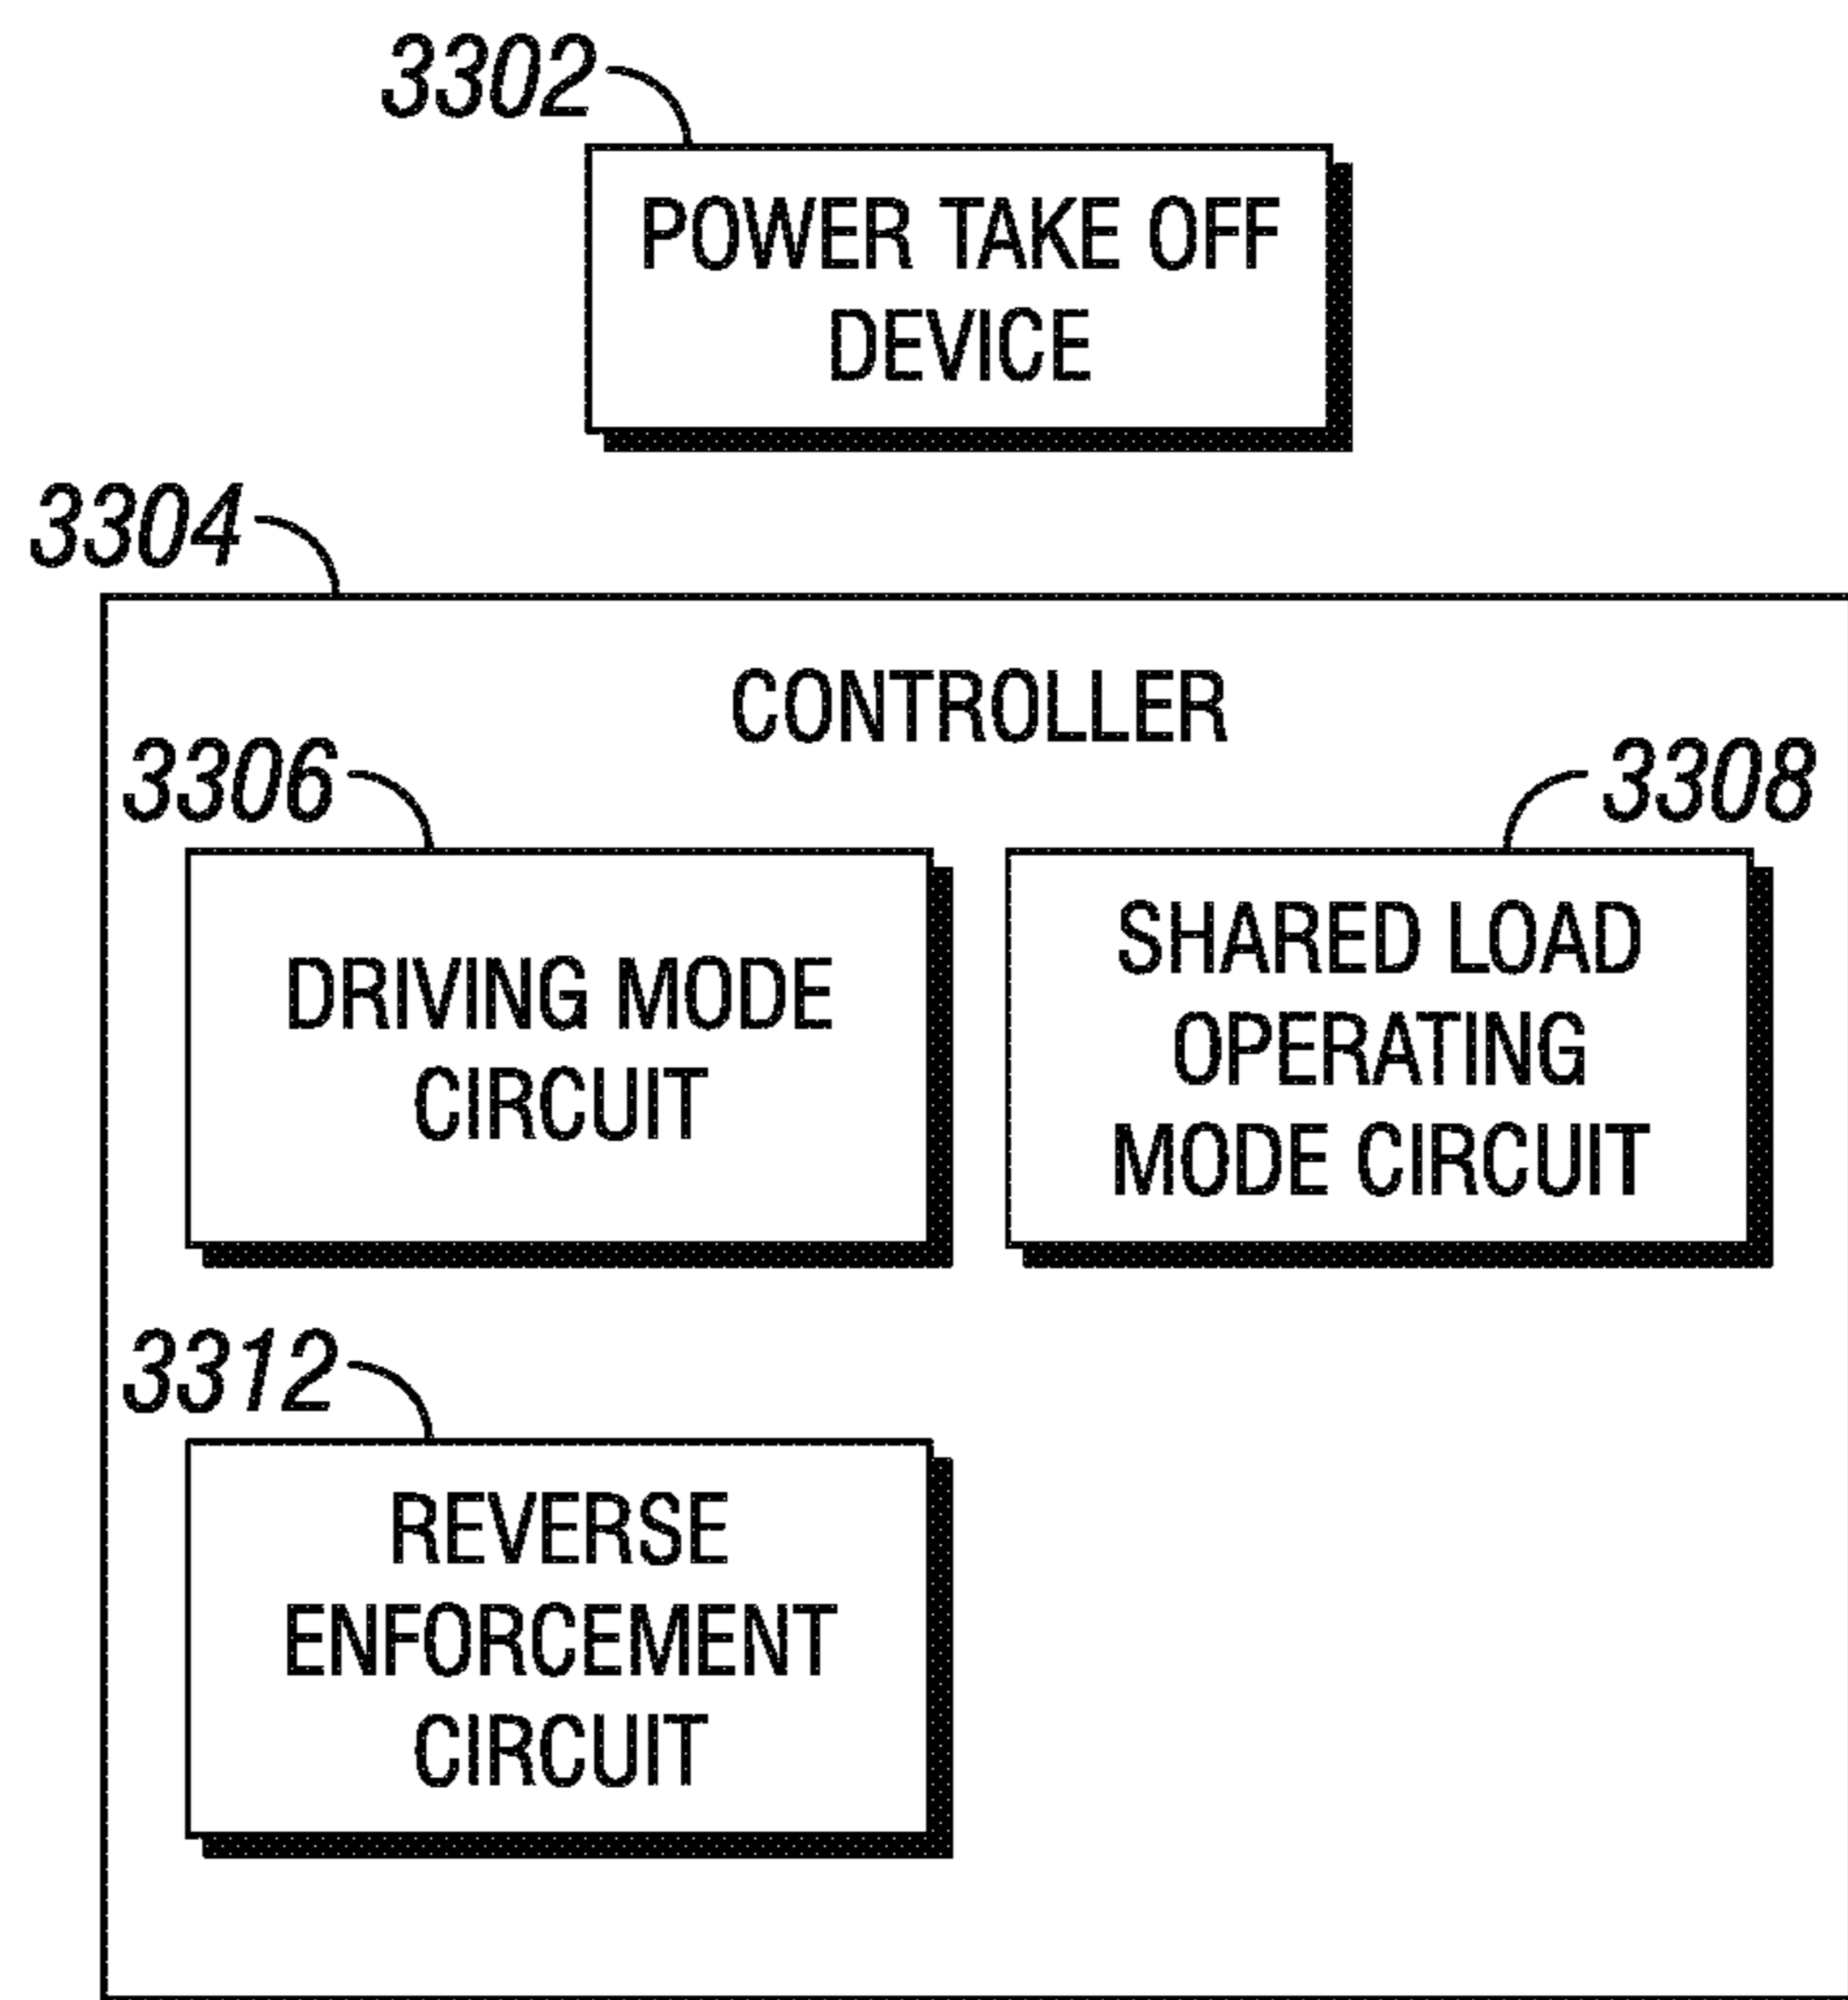 3302
POWER TAKE OFF
DEVICE
3304
CONTROLLER
3306
DRIVING MODE
CIRCUIT
3308
SHARED LOAD
OPERATING
MODE CIRCUIT
3312
REVERSE
ENFORCEMENT
CIRCUIT